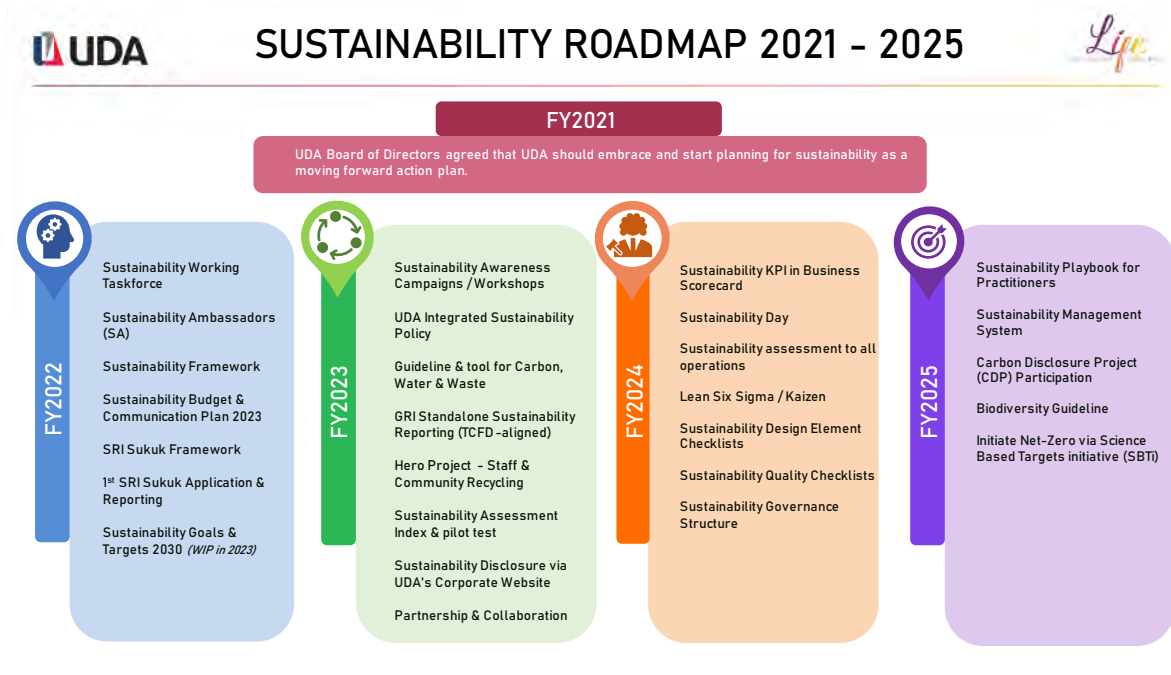 UDA
SUSTAINABILITY ROADMAP 2021 - 2025
Life
FY2021
UDA Board of Directors agreed that UDA should embrace and start planning for sustainability as a
moving forward action plan.
FY2022
Sustainability Working
Taskforce
Sustainability Ambassadors
(SA)
Sustainability Framework
Sustainability Budget &
Communication Plan 2023
SRI Sukuk Framework
1st SRI Sukuk Application &
Reporting
Sustainability Goals &
Targets 2030 (WIP in 2023)
FY2023
Sustainability Awareness
Campaigns / Workshops
UDA Integrated Sustainability
Policy
Guideline & tool for Carbon,
Water & Waste
GRI Standalone Sustainability
Reporting (TCFD -aligned)
Hero Project - Staff &
Community Recycling
Sustainability Assessment
Index & pilot test
Sustainability Disclosure via
UDA's Corporate Website
Partnership & Collaboration
FY2024
Sustainability KPI in Business
Scorecard
Sustainability Day
Sustainability assessment to all
operations
Lean Six Sigma / Kaizen
Sustainability Design Element
Checklists
Sustainability Quality Checklists
Sustainability Governance
Structure
FY2025
Sustainability Playbook for
Practitioners
Sustainability Management
System
Carbon Disclosure Project
(CDP) Participation
Biodiversity Guideline
Initiate Net-Zero via Science
Based Targets initiative (SBTi)